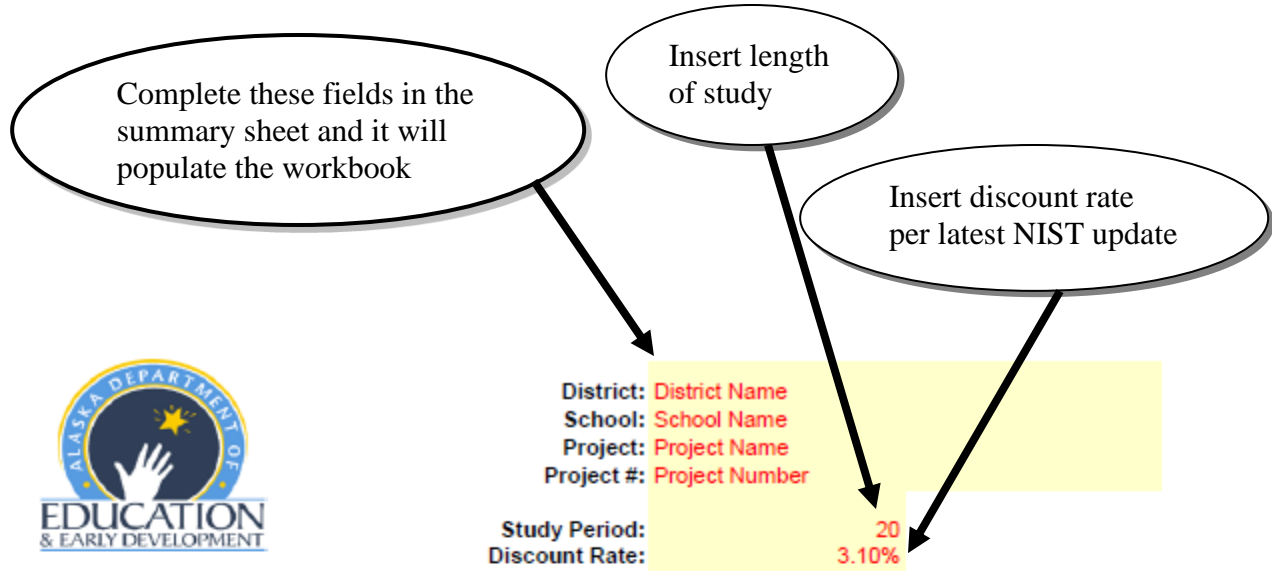 Complete these fields in the
summary sheet and it will
populate the workbook
Insert length
of study
Insert discount rate
per latest NIST update
ALASKA DEPARTMENT OF
EDUCATION
& EARLY DEVELOPMENT
District: District Name
School: School Name
Project: Project Name
Project #: Project Number
Study Period: 20
Discount Rate: 3.10%